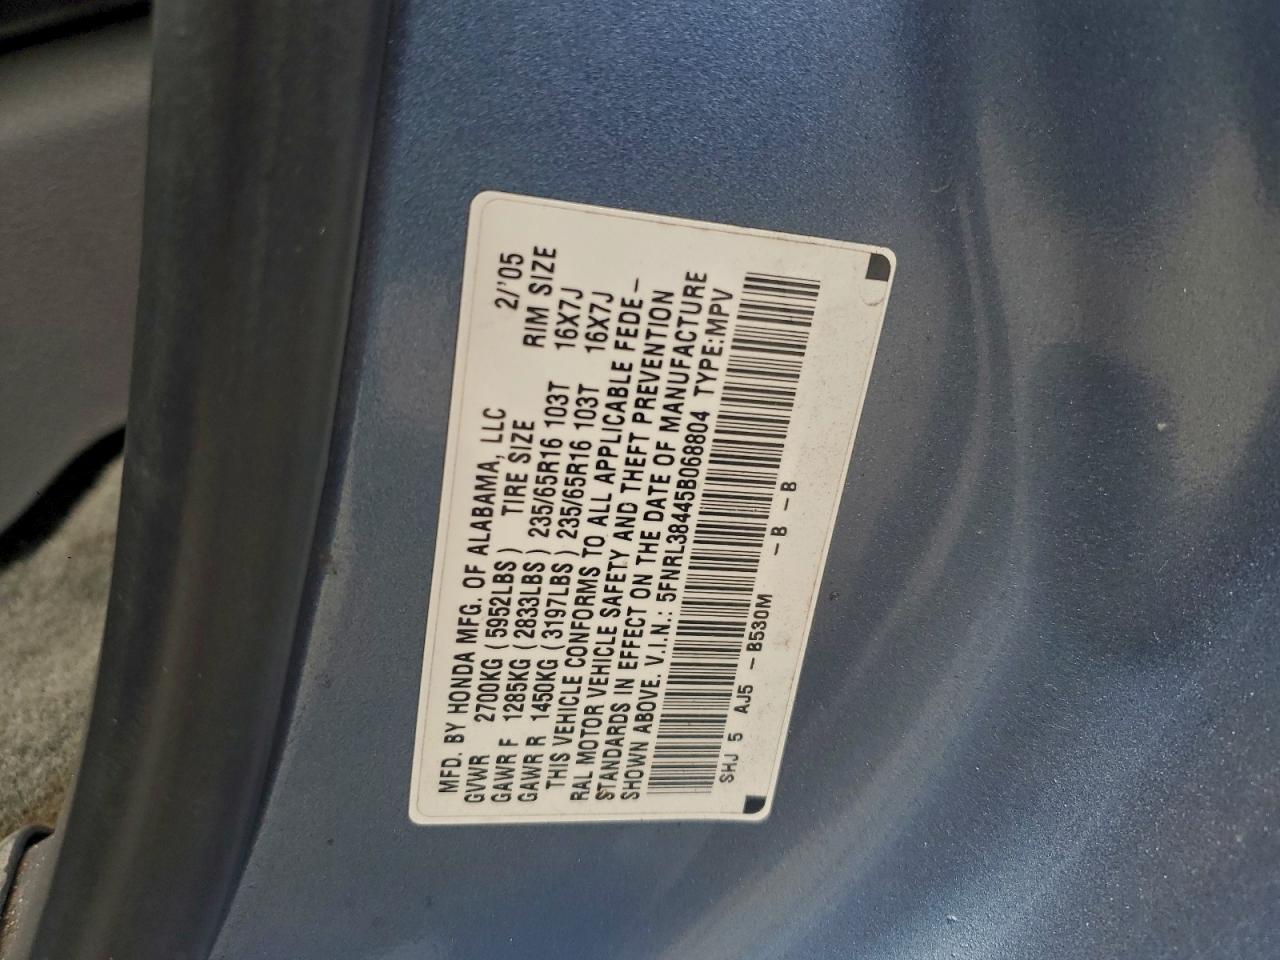 MFD. BY HONDA MFG. OF ALABAMA, LLC 2/'05
GVWR 2700KG ( 5952LBS ) TIRE SIZE RIM SIZE
GAWR F 1285KG ( 2833LBS ) 235/65R16 103T 16X7J
GAWR R 1450KG ( 3197LBS ) 235/65R16 103T 16X7J
THIS VEHICLE CONFORMS TO ALL APPLICABLE FEDE-
RAL MOTOR VEHICLE SAFETY AND THEFT PREVENTION
STANDARDS IN EFFECT ON THE DATE OF MANUFACTURE
SHOWN ABOVE. V.I.N.: 5FNRL38445B068804 TYPE:MPV
SHJ 5 AJ5 - B530M - B - B